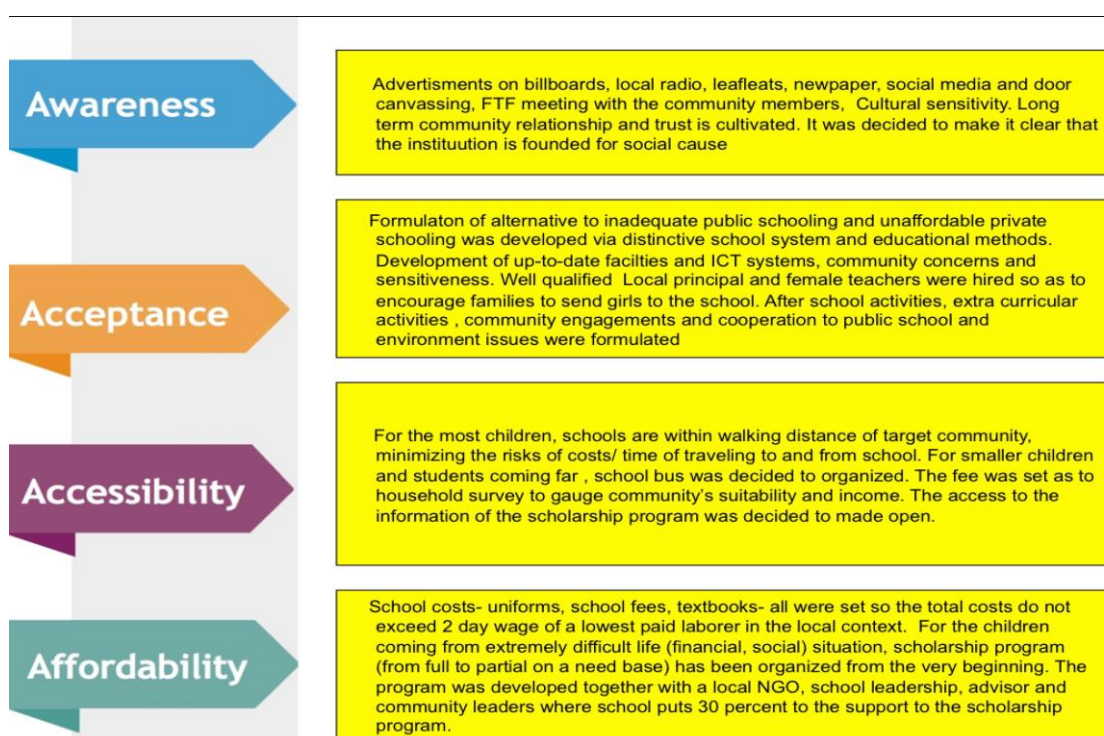 Awareness
Advertisments on billboards, local radio, leafleats, newpaper, social media and door
canvassing, FTF meeting with the community members, Cultural sensitivity. Long
term community relationship and trust is cultivated. It was decided to make it clear that
the instituution is founded for social cause
Acceptance
Formulaton of alternative to inadequate public schooling and unaffordable private
schooling was developed via distinctive school system and educational methods.
Development of up-to-date facilties and ICT systems, community concerns and
sensitiveness. Well qualified Local principal and female teachers were hired so as to
encourage families to send girls to the school. After school activities, extra curricular
activities , community engagements and cooperation to public school and
environment issues were formulated
Accessibility
For the most children, schools are within walking distance of target community,
minimizing the risks of costs/ time of traveling to and from school. For smaller children
and students coming far , school bus was decided to organized. The fee was set as to
household survey to gauge community's suitability and income. The access to the
information of the scholarship program was decided to made open.
Affordability
School costs- uniforms, school fees, textbooks- all were set so the total costs do not
exceed 2 day wage of a lowest paid laborer in the local context. For the children
coming from extremely difficult life (financial, social) situation, scholarship program
(from full to partial on a need base) has been organized from the very beginning. The
program was developed together with a local NGO, school leadership, advisor and
community leaders where school puts 30 percent to the support to the scholarship
program.